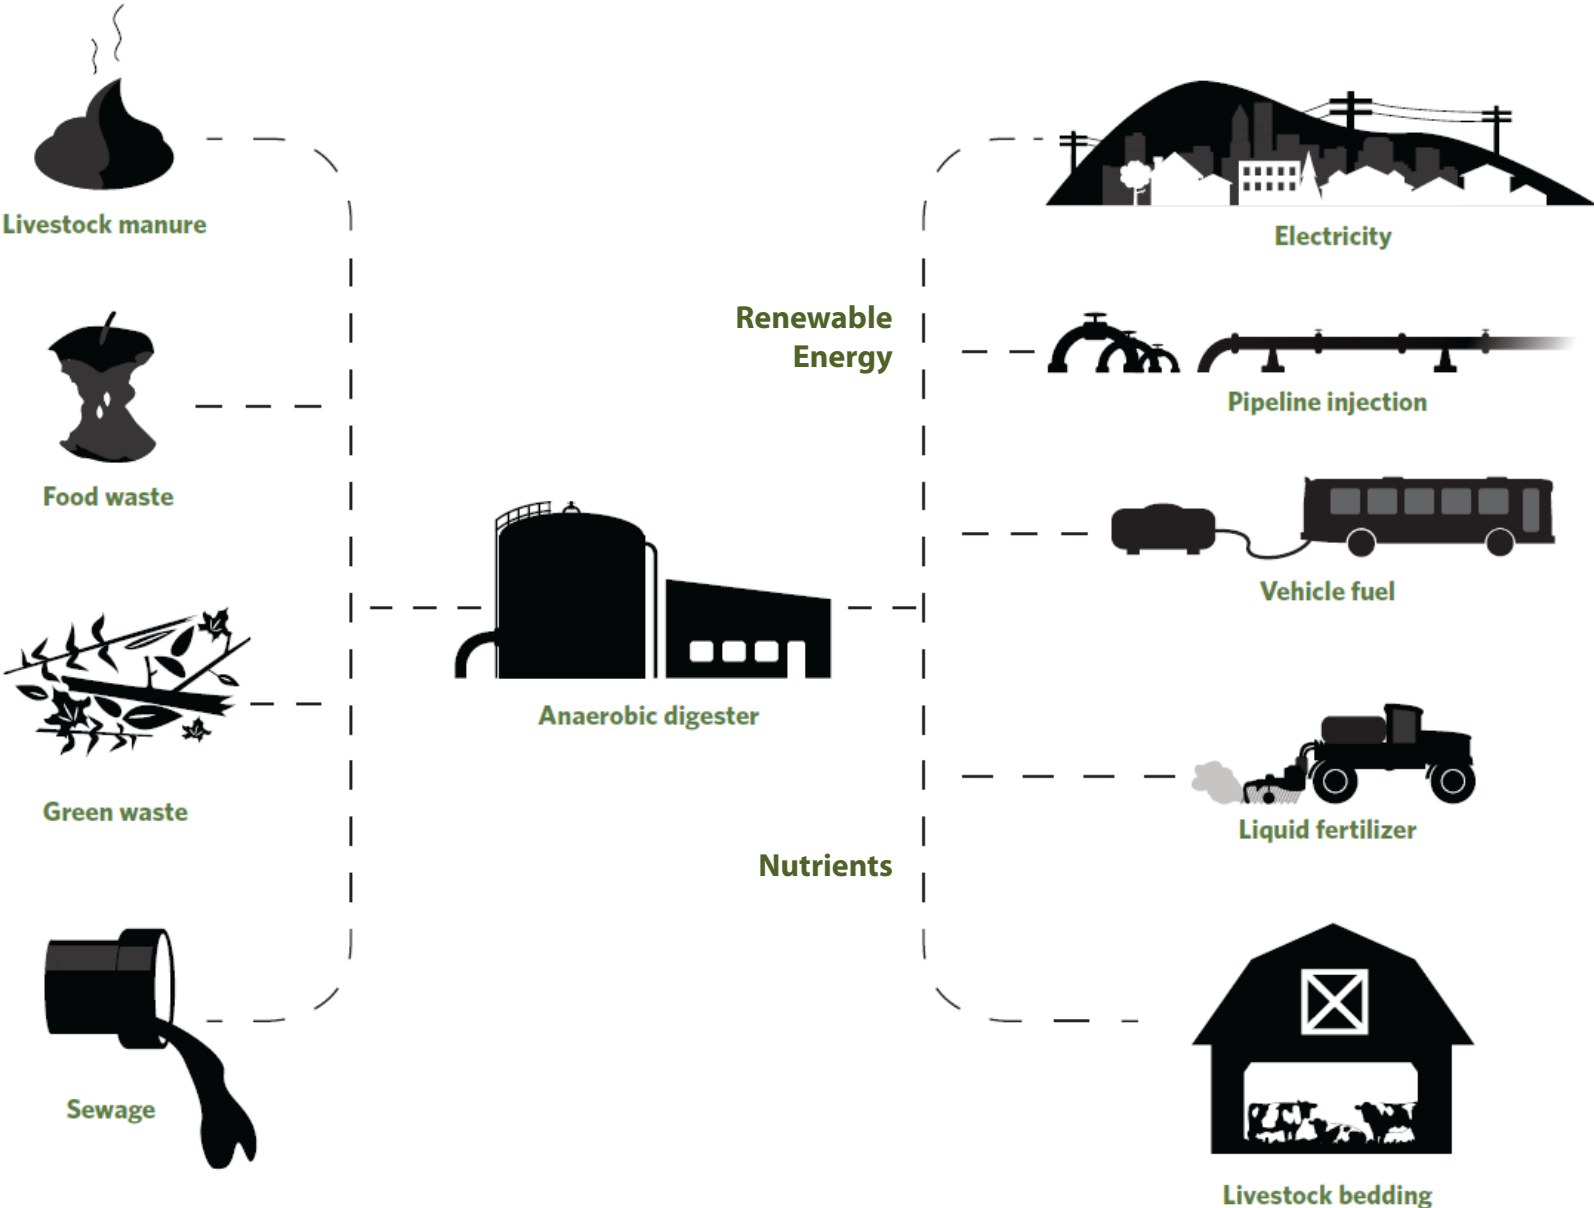 Livestock manure
Food waste
Green waste
Sewage
Anaerobic digester
Renewable
Energy
Nutrients
Electricity
Pipeline injection
Vehicle fuel
Liquid fertilizer
Livestock bedding